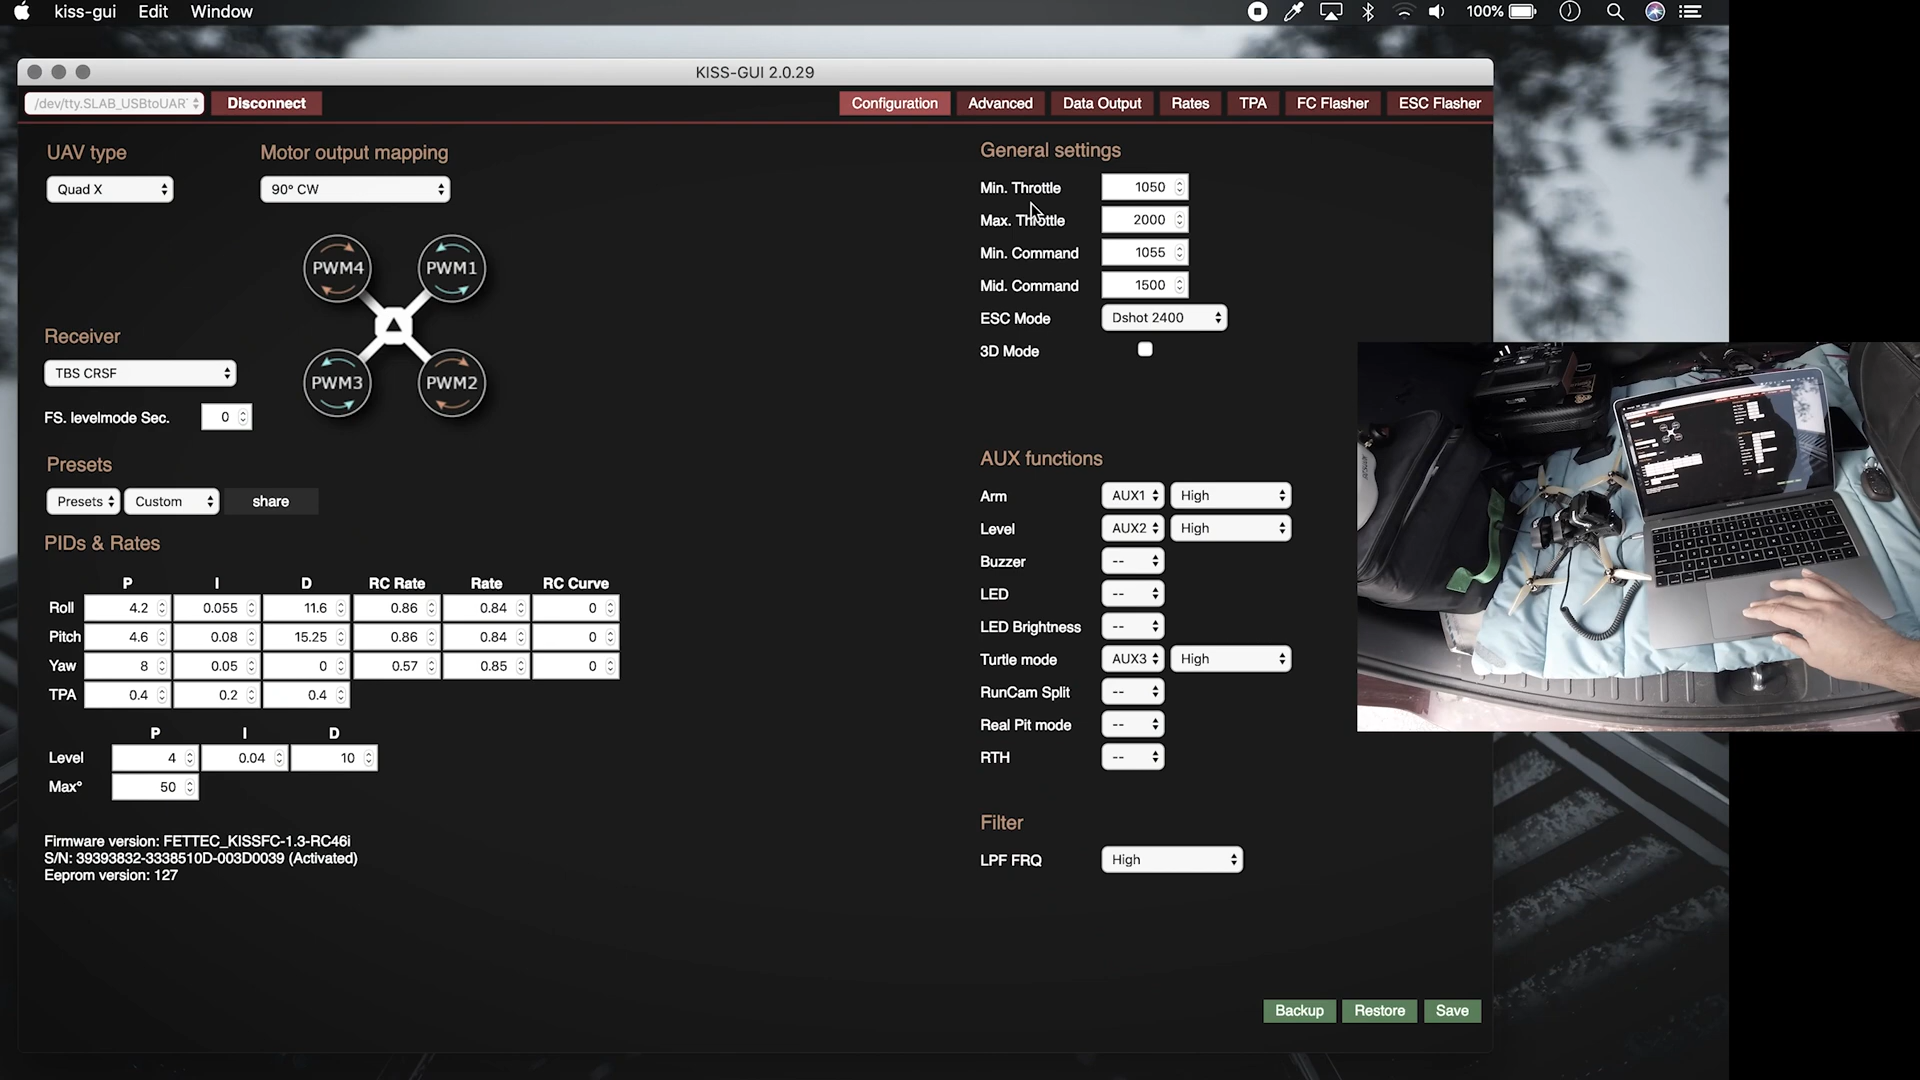 kiss-gui Edit Window 100%
KISS-GUI 2.0.29
/dev/tty.SLAB_USBtoUAR Disconnect Configuration Advanced Data Output Rates TPA FC Flasher ESC Flasher
UAV type Motor output mapping
Quad X 90° CW
PWM4 PWM1
PWM3 PWM2
Receiver
TBS CRSF
FS. levelmode Sec. 0
Presets
Presets Custom share
PIDs & Rates
P I D RC Rate Rate RC Curve
Roll 4.2 0.055 11.6 0.86 0.84 0
Pitch 4.6 0.08 15.25 0.86 0.84 0
Yaw 8 0.05 0 0.57 0.85 0
TPA 0.4 0.2 0.4
P I D
Level 4 0.04 10
Max° 50
Firmware version: FETTEC_KISSFC-1.3-RC46i
S/N: 39393832-3338510D-003D0039 (Activated)
Eeprom version: 127
General settings
Min. Throttle 1050
Max. Throttle 2000
Min. Command 1055
Mid. Command 1500
ESC Mode Dshot 2400
3D Mode
AUX functions
Arm AUX1 High
Level AUX2 High
Buzzer --
LED --
LED Brightness --
Turtle mode AUX3 High
RunCam Split --
Real Pit mode --
RTH --
Filter
LPF FRQ High
Backup Restore Save